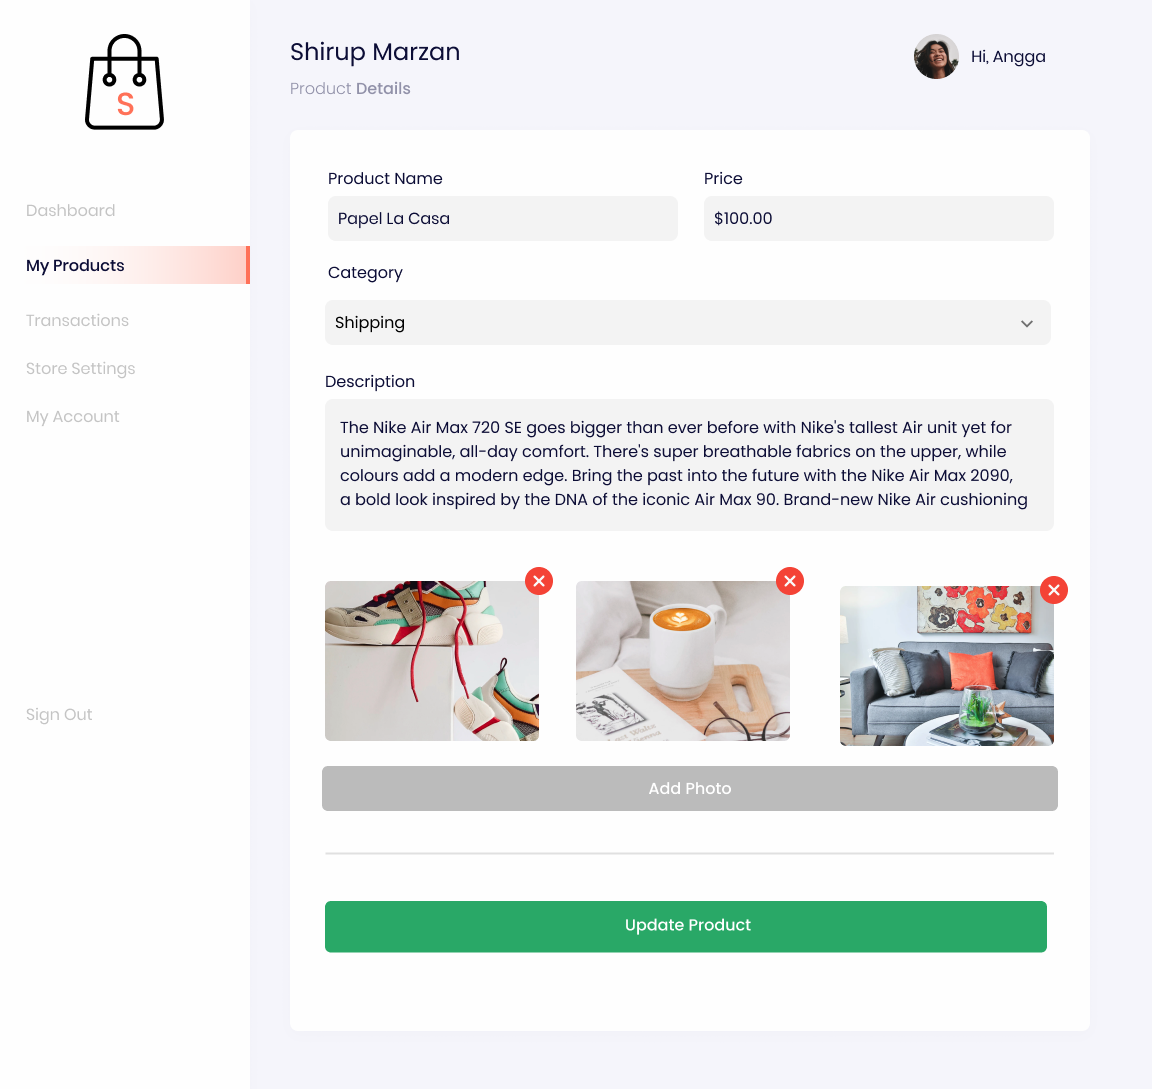 S
Dashboard
My Products
Transactions
Store Settings
My Account
Sign Out
Shirup Marzan
Product Details
Hi, Angga
Product Name
Papel La Casa
Price
$100.00
Category
Shipping
Description
The Nike Air Max 720 SE goes bigger than ever before with Nike's tallest Air unit yet for
unimaginable, all-day comfort. There's super breathable fabrics on the upper, while
colours add a modern edge. Bring the past into the future with the Nike Air Max 2090,
a bold look inspired by the DNA of the iconic Air Max 90. Brand-new Nike Air cushioning
Add Photo
Update Product